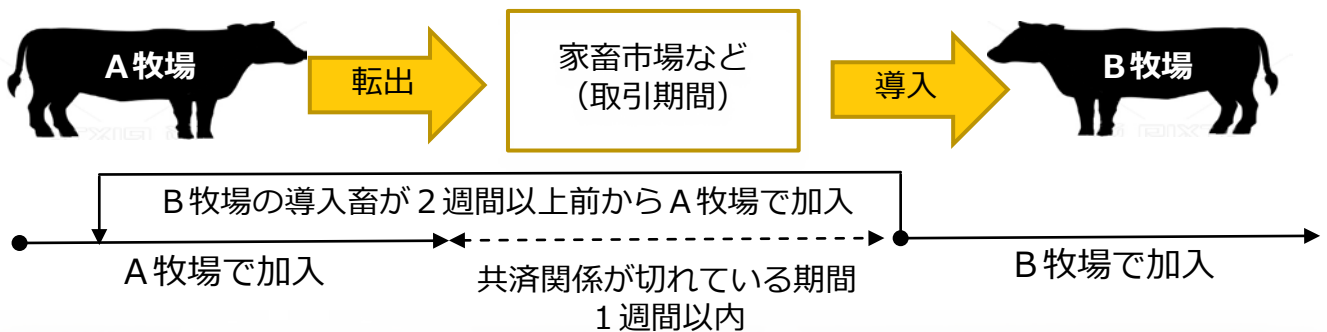 A牧場
転出
家畜市場など
（取引期間）
導入
B牧場
B牧場の導入畜が２週間以上前からA牧場で加入
A牧場で加入
共済関係が切れている期間
１週間以内
B牧場で加入